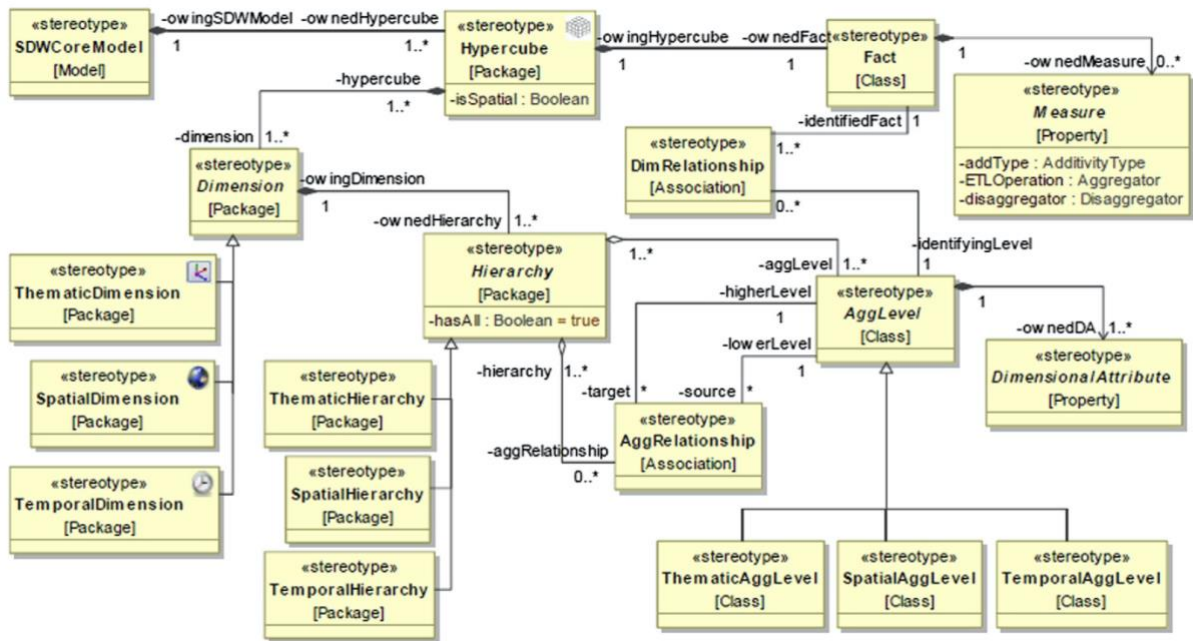 «stereotype»
SDWCoreModel
[Model]
-owingSDWModel
1
-ownedHypercube
1..*
«stereotype»
Hypercube
[Package]
-isSpatial : Boolean
-owingHypercube
1
-ownedFact
1
«stereotype»
Fact
[Class]
1
-ownedMeasure
0..*
«stereotype»
Measure
[Property]
-addType : AdditivityType
-ETLOperation : Aggregator
-disaggregator : Disaggregator
-hypercube
1..*
-dimension
1..*
-identifiedFact
1
1..*
«stereotype»
DimRelationship
[Association]
0..*
-identifyingLevel
1
«stereotype»
Dimension
[Package]
-owingDimension
1
-ownedHierarchy
1..*
«stereotype»
Hierarchy
[Package]
-hasAll : Boolean = true
1..*
-aggLevel
1..*
-higherLevel
1
-lowerLevel
1
«stereotype»
AggLevel
[Class]
1
-ownedDA
1..*
«stereotype»
DimensionalAttribute
[Property]
«stereotype»
ThematicDimension
[Package]
«stereotype»
SpatialDimension
[Package]
«stereotype»
TemporalDimension
[Package]
«stereotype»
ThematicHierarchy
[Package]
«stereotype»
SpatialHierarchy
[Package]
«stereotype»
TemporalHierarchy
[Package]
-hierarchy
1..*
-aggRelationship
0..*
-target
*
-source
*
«stereotype»
AggRelationship
[Association]
«stereotype»
ThematicAggLevel
[Class]
«stereotype»
SpatialAggLevel
[Class]
«stereotype»
TemporalAggLevel
[Class]